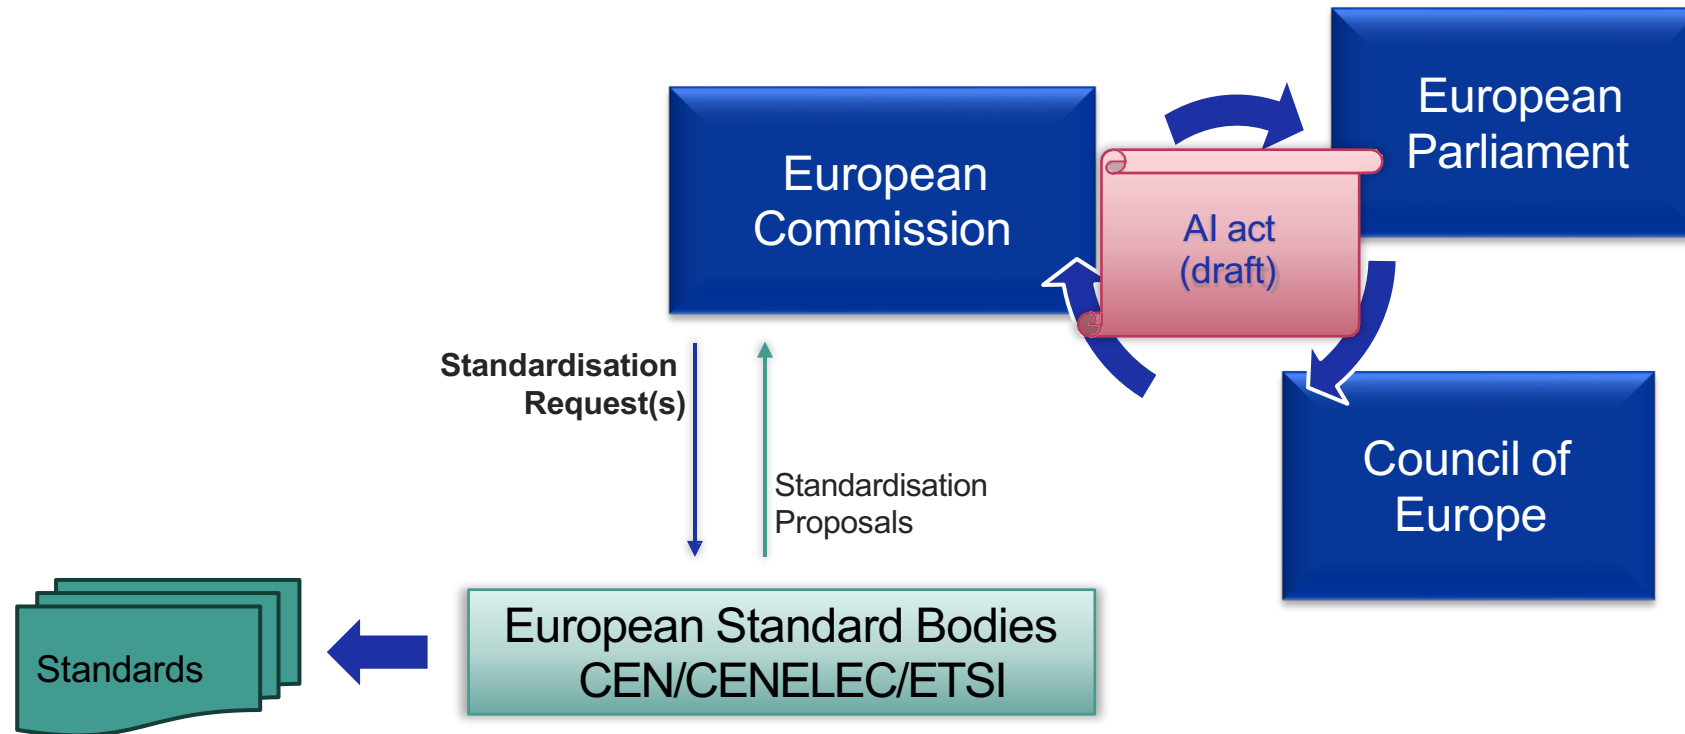 European
Parliament
European
Commission
AI act
(draft)
Standardisation
Request(s)
Standardisation
Proposals
Council of
Europe
European Standard Bodies
CEN/CENELEC/ETSI
Standards